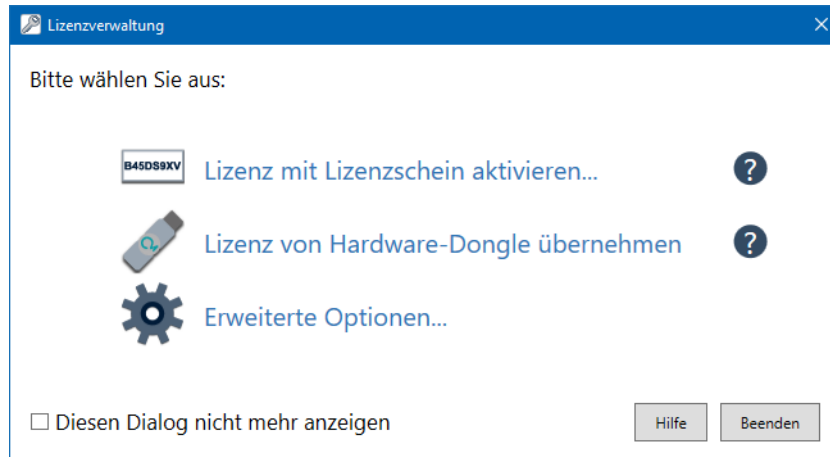 Lizenzverwaltung
Bitte wählen Sie aus:
B45DS9XV
Lizenz mit Lizenzschein aktivieren...
?
Lizenz von Hardware-Dongle übernehmen
?
Erweiterte Optionen...
Diesen Dialog nicht mehr anzeigen
Hilfe
Beenden